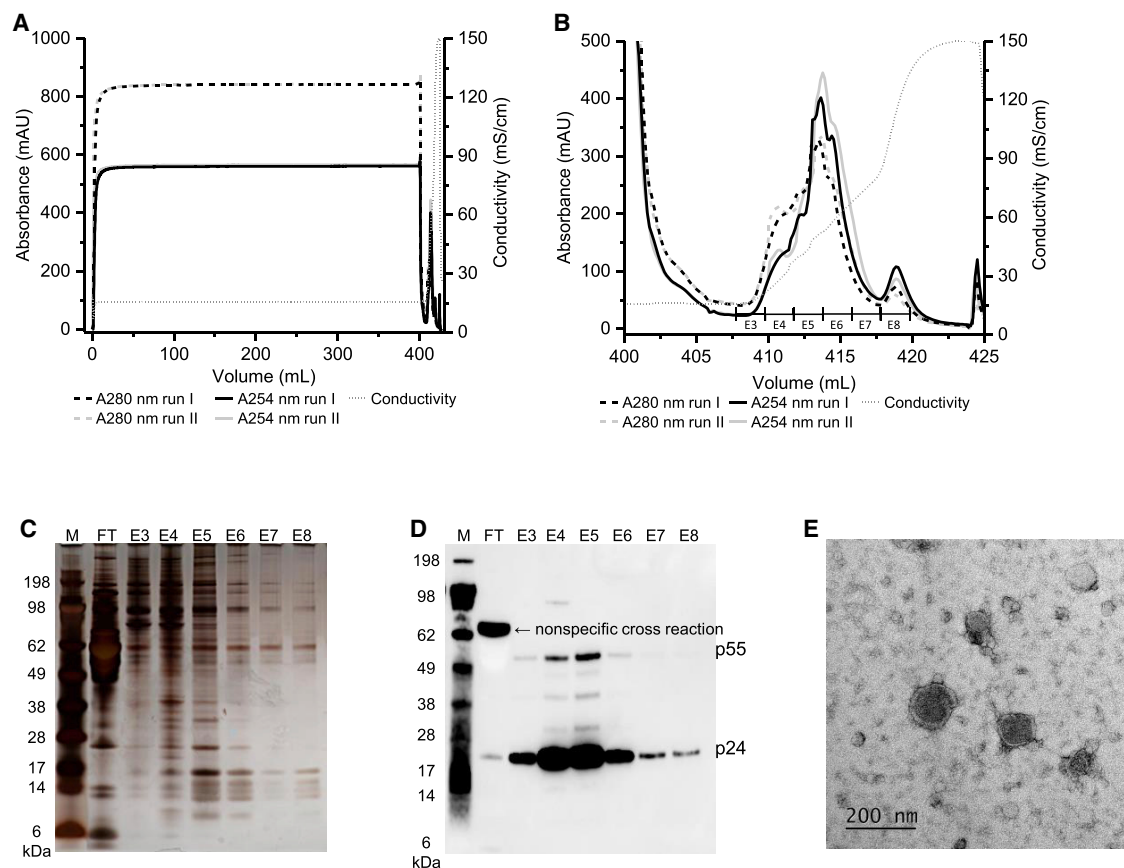 A
1000
800
600
400
200
0
Absorbance (mAU)
150
120
90
60
30
15
0
Conductivity (mS/cm)
0 100 200 300 400
Volume (mL)
A280 nm run I A254 nm run I Conductivity
A280 nm run II A254 nm run II
B
500
400
300
200
100
50
0
Absorbance (mAU)
150
120
90
60
30
15
0
Conductivity (mS/cm)
E3 E4 E5 E6 E7 E8
400 405 410 415 420 425
Volume (mL)
A280 nm run I A254 nm run I Conductivity
A280 nm run II A254 nm run II
C
M FT E3 E4 E5 E6 E7 E8
198
98
62
49
38
28
17
14
6
kDa
D
M FT E3 E4 E5 E6 E7 E8
198
98
62
49
38
28
17
14
6
kDa
← nonspecific cross reaction
p55
p24
E
200 nm